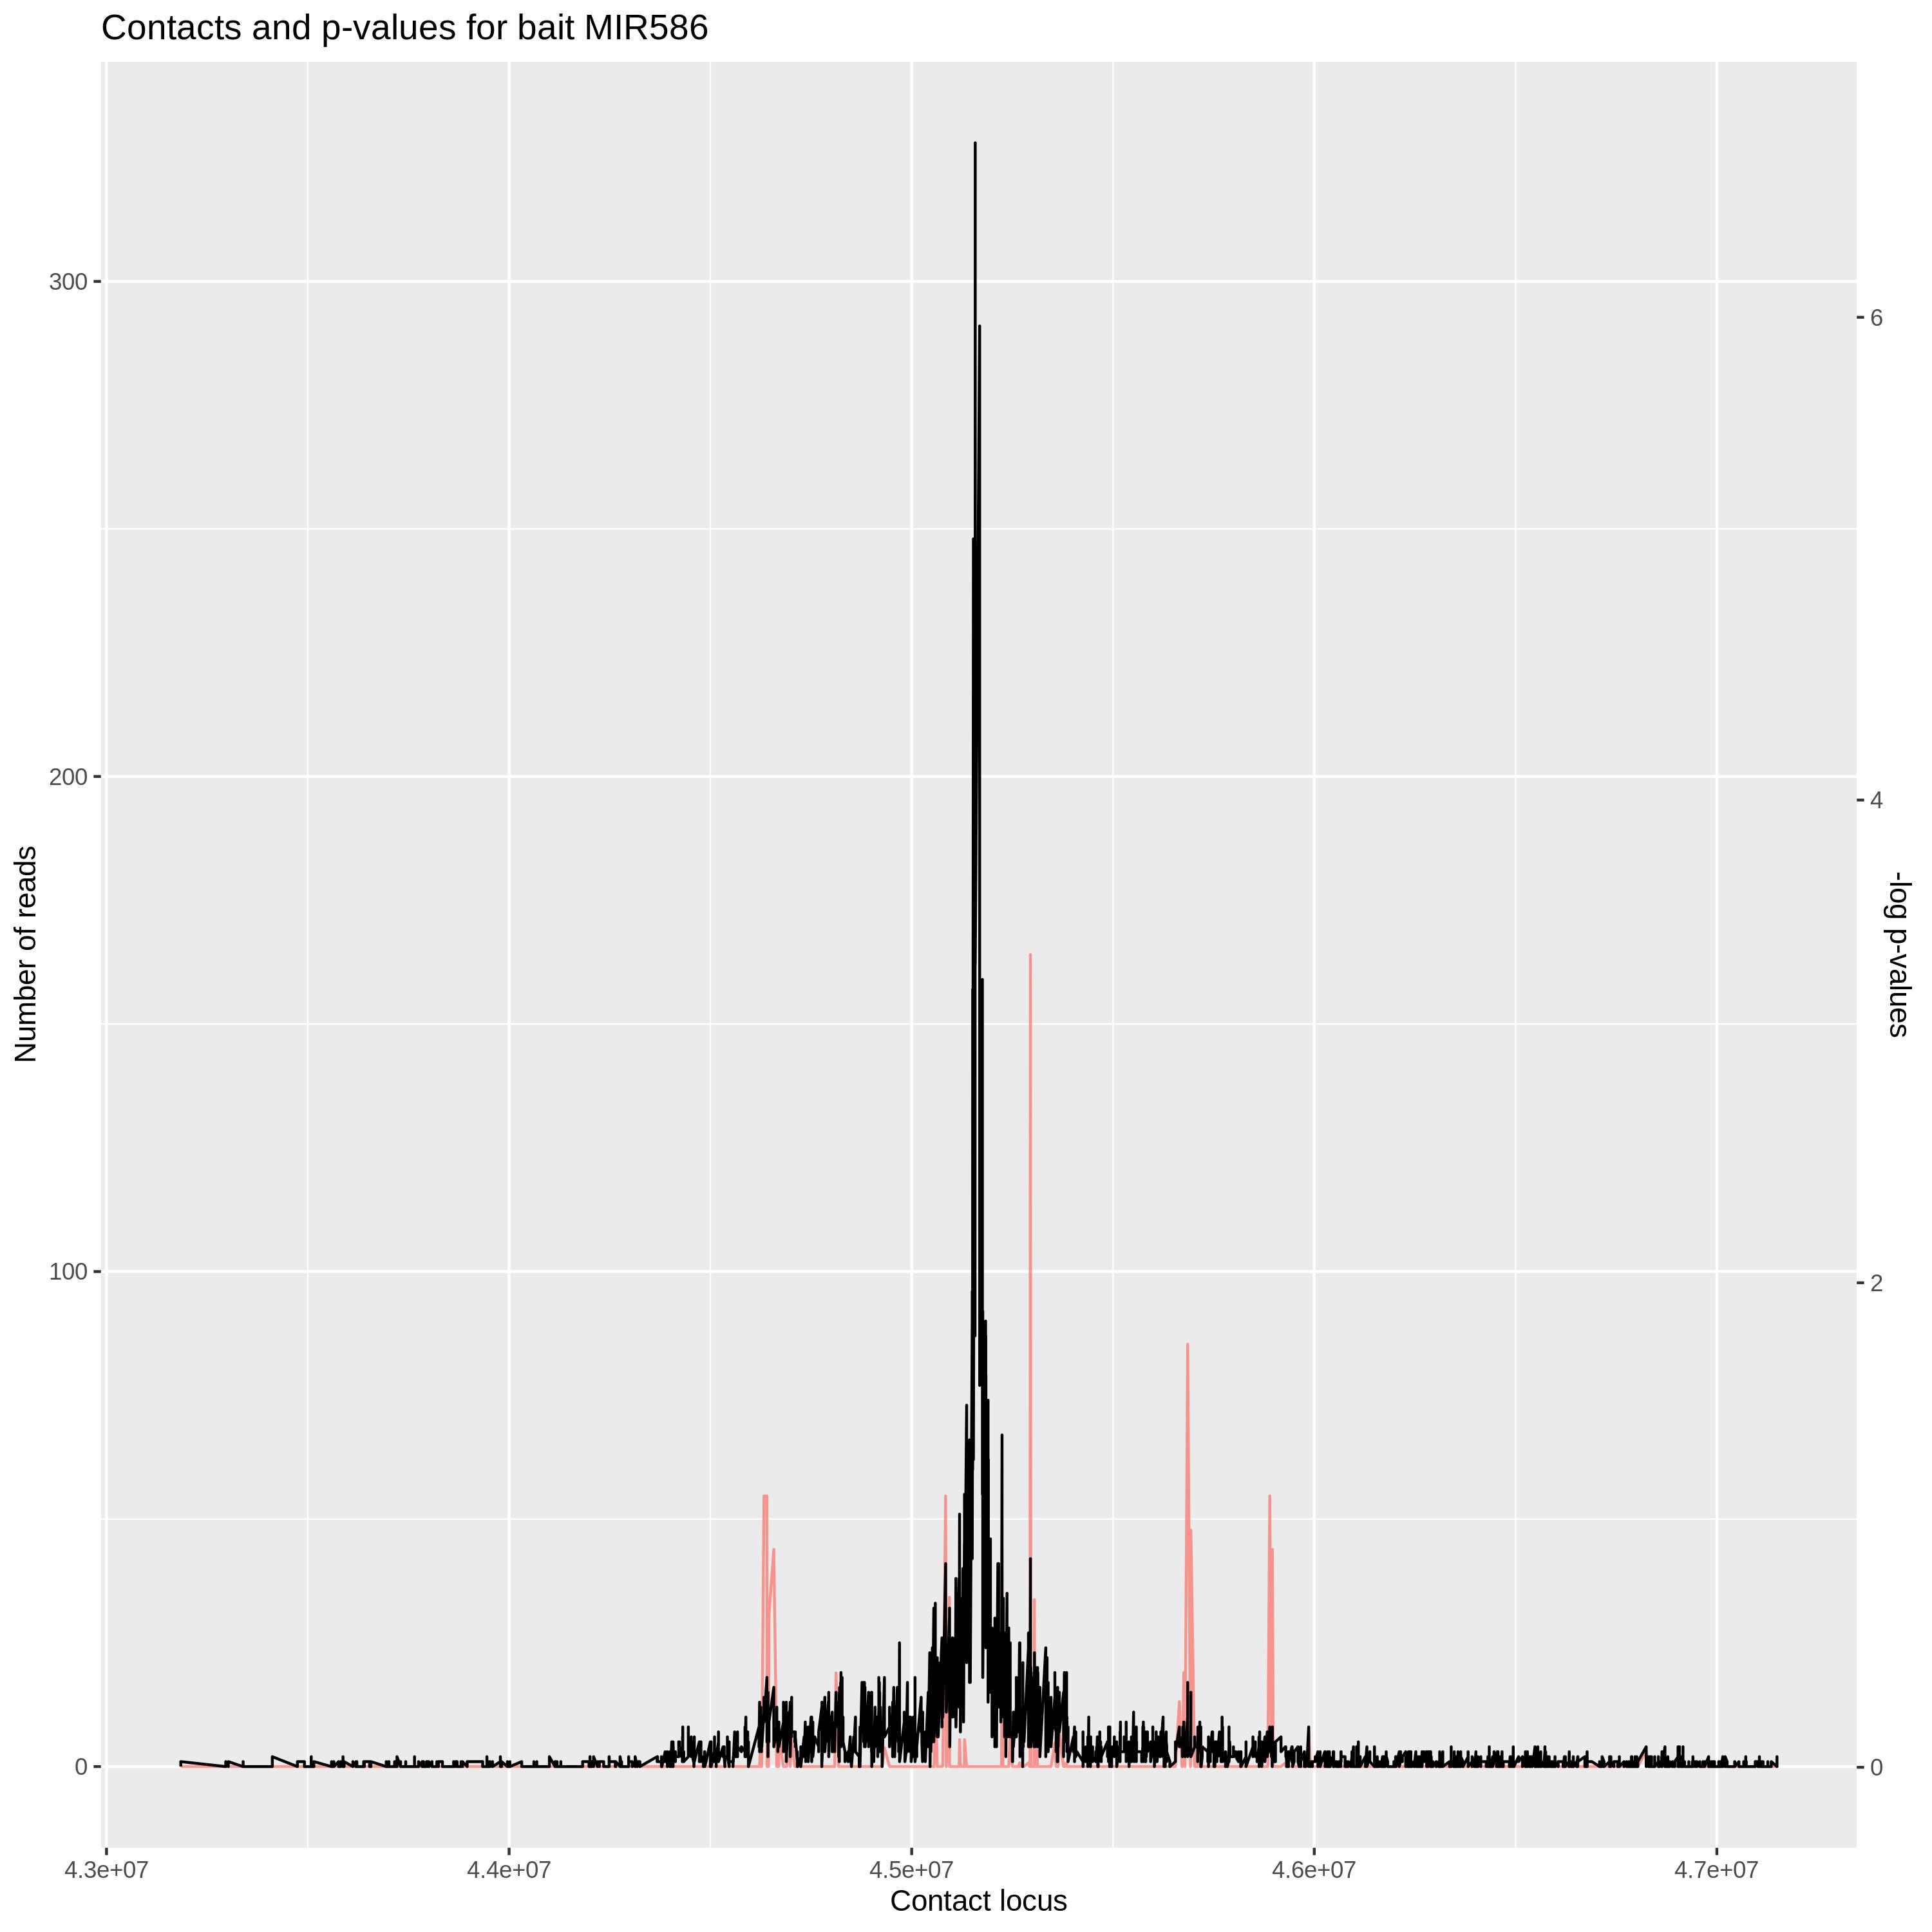 Contacts and p-values for bait MIR586
300
200
100
0
Number of reads
6
4
2
0
-log p-values
4.3e+07 4.4e+07 4.5e+07 4.6e+07 4.7e+07
Contact locus